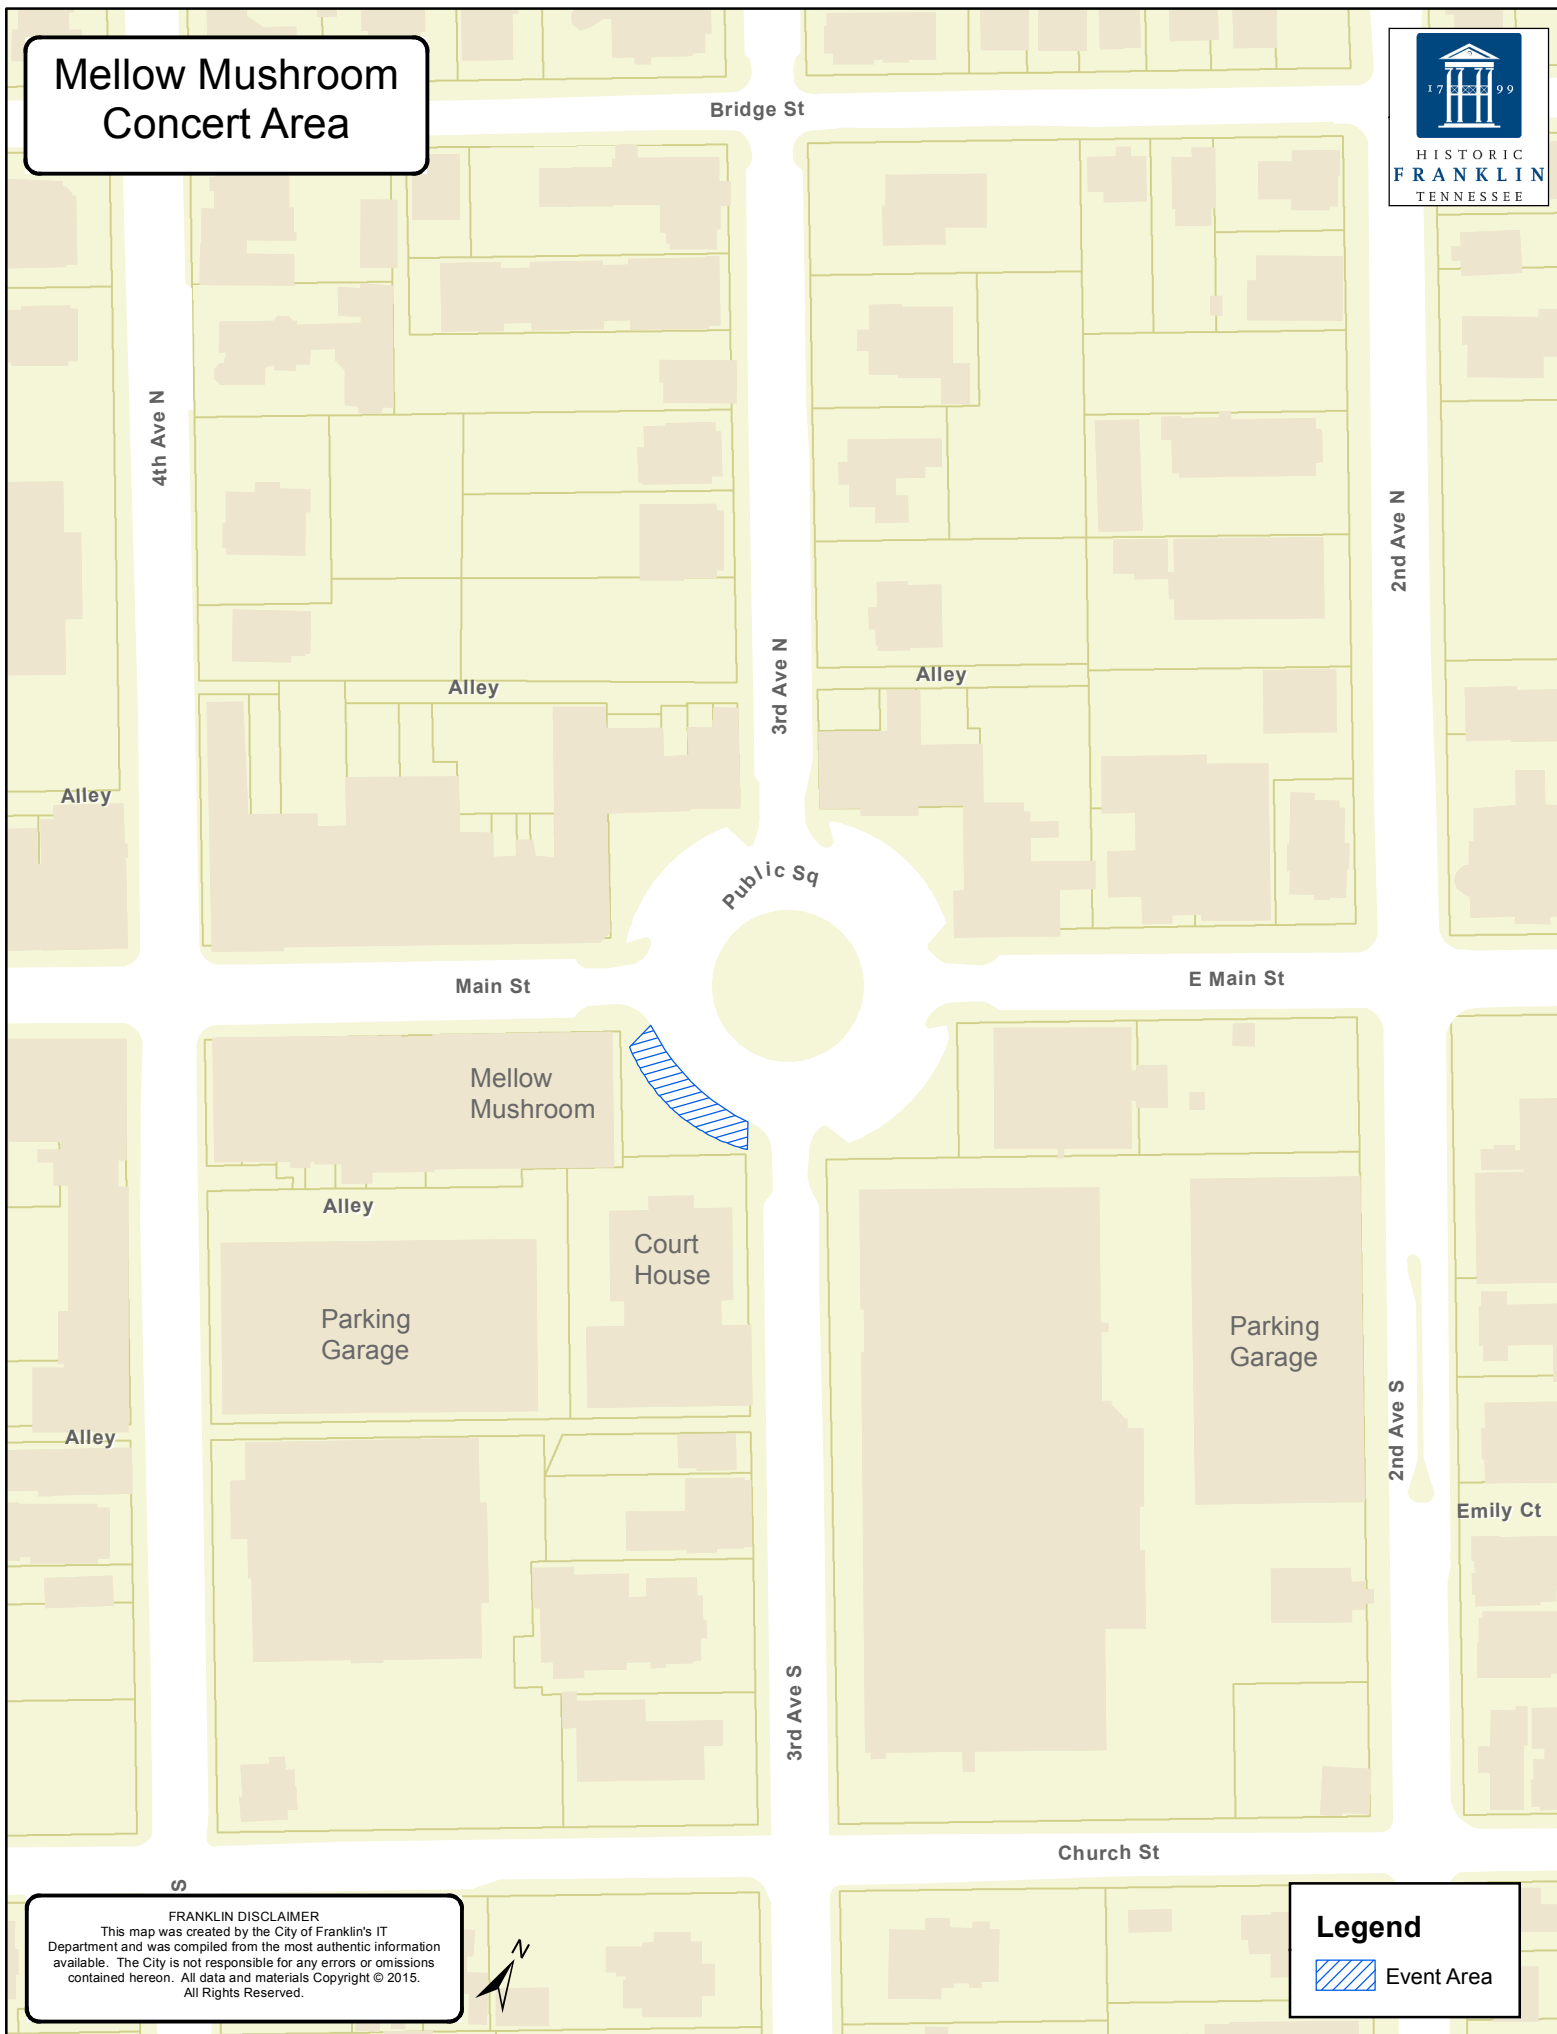 Mellow Mushroom
Concert Area
17 99
HISTORIC
FRANKLIN
TENNESSEE
Bridge St
4th Ave N
2nd Ave N
3rd Ave N
Alley
Alley
Alley
Public Sq
Main St
E Main St
Mellow
Mushroom
Alley
Court
House
Parking
Garage
Parking
Garage
2nd Ave S
Alley
Emily Ct
3rd Ave S
Church St
S
FRANKLIN DISCLAIMER
This map was created by the City of Franklin's IT
Department and was compiled from the most authentic information
available. The City is not responsible for any errors or omissions
contained hereon. All data and materials Copyright © 2015.
All Rights Reserved.
N
Legend
Event Area